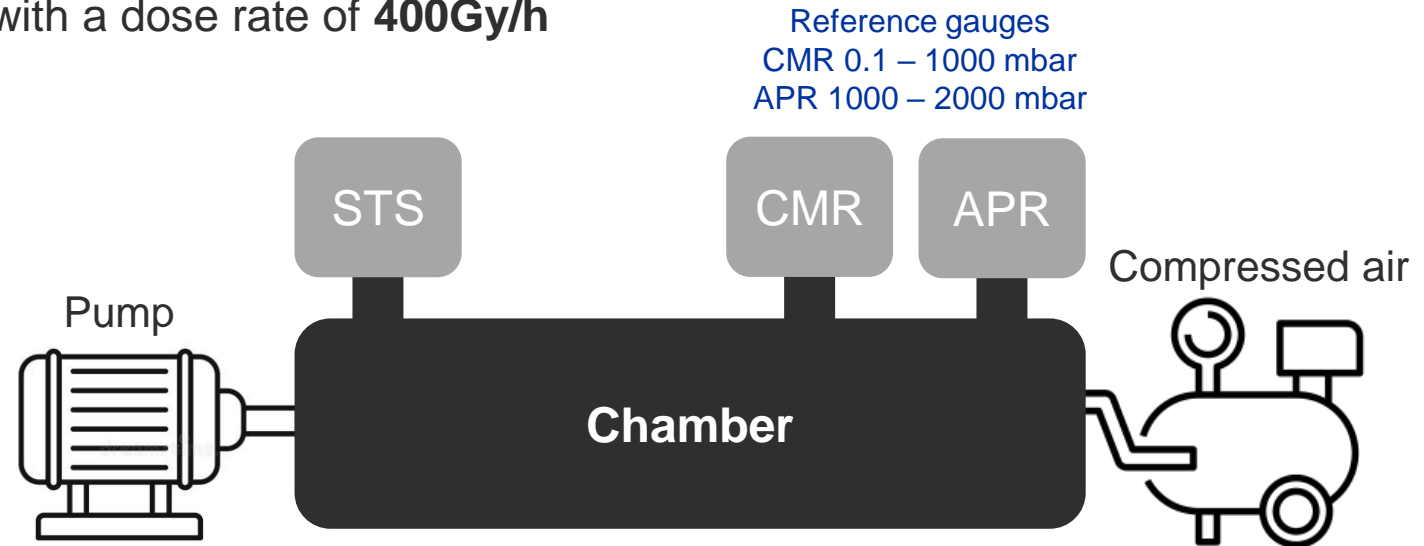 with a dose rate of 400Gy/h
Reference gauges
CMR 0.1 – 1000 mbar
APR 1000 – 2000 mbar
STS
CMR
APR
Compressed air
Pump
Chamber